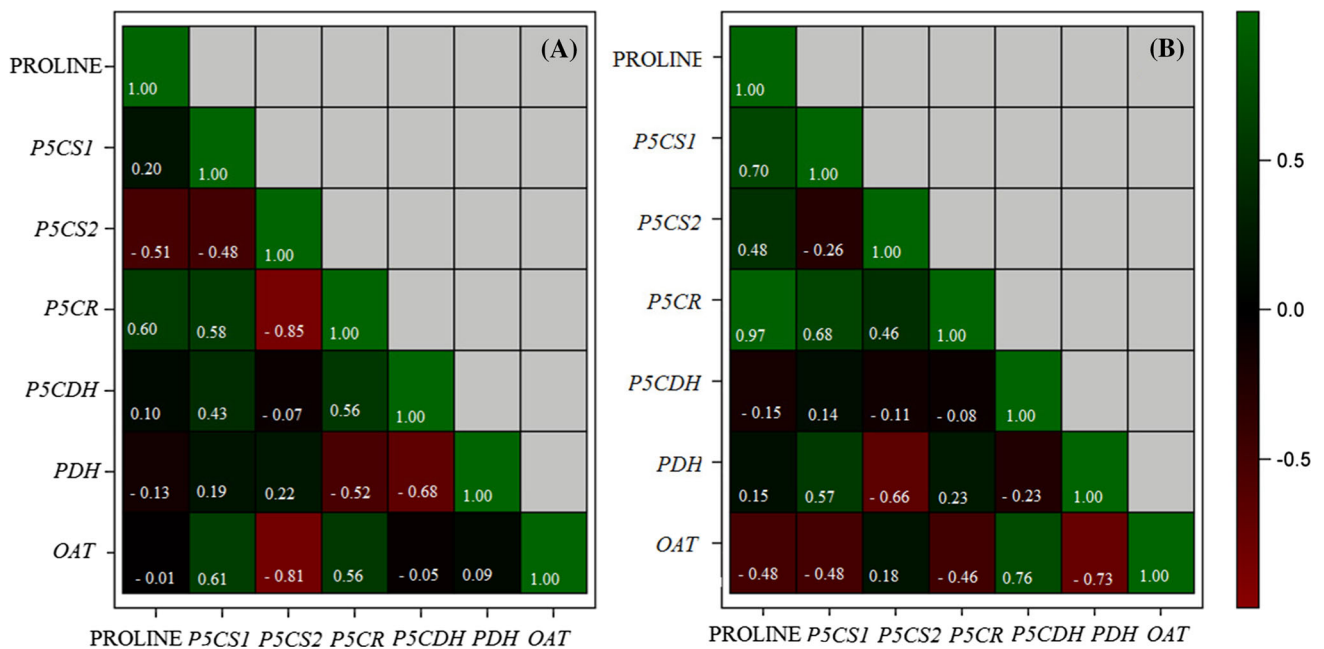 (A)
PROLINE
1.00
P5CS1
0.20 1.00
P5CS2
- 0.51 - 0.48 1.00
P5CR
0.60 0.58 - 0.85 1.00
P5CDH
0.10 0.43 - 0.07 0.56 1.00
PDH
- 0.13 0.19 0.22 - 0.52 - 0.68 1.00
OAT
- 0.01 0.61 - 0.81 0.56 - 0.05 0.09 1.00
PROLINE P5CS1 P5CS2 P5CR P5CDH PDH OAT
(B)
PROLINE
1.00
P5CS1
0.70 1.00
P5CS2
0.48 - 0.26 1.00
P5CR
0.97 0.68 0.46 1.00
P5CDH
- 0.15 0.14 - 0.11 - 0.08 1.00
PDH
0.15 0.57 - 0.66 0.23 - 0.23 1.00
OAT
- 0.48 - 0.48 0.18 - 0.46 0.76 - 0.73 1.00
PROLINE P5CS1 P5CS2 P5CR P5CDH PDH OAT
0.5
0.0
-0.5